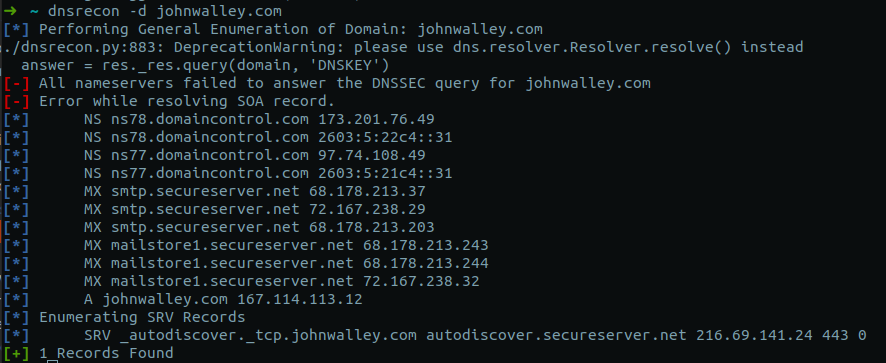 ➜ ~ dnsrecon -d johnwalley.com
[*] Performing General Enumeration of Domain: johnwalley.com
./dnsrecon.py:883: DeprecationWarning: please use dns.resolver.Resolver.resolve() instead
answer = res._res.query(domain, 'DNSKEY')
[-] All nameservers failed to answer the DNSSEC query for johnwalley.com
[-] Error while resolving SOA record.
[*] NS ns78.domaincontrol.com 173.201.76.49
[*] NS ns78.domaincontrol.com 2603:5:22c4::31
[*] NS ns77.domaincontrol.com 97.74.108.49
[*] NS ns77.domaincontrol.com 2603:5:21c4::31
[*] MX smtp.secureserver.net 68.178.213.37
[*] MX smtp.secureserver.net 72.167.238.29
[*] MX smtp.secureserver.net 68.178.213.203
[*] MX mailstore1.secureserver.net 68.178.213.243
[*] MX mailstore1.secureserver.net 68.178.213.244
[*] MX mailstore1.secureserver.net 72.167.238.32
[*] A johnwalley.com 167.114.113.12
[*] Enumerating SRV Records
[*] SRV _autodiscover._tcp.johnwalley.com autodiscover.secureserver.net 216.69.141.24 443 0
[+] 1 Records Found